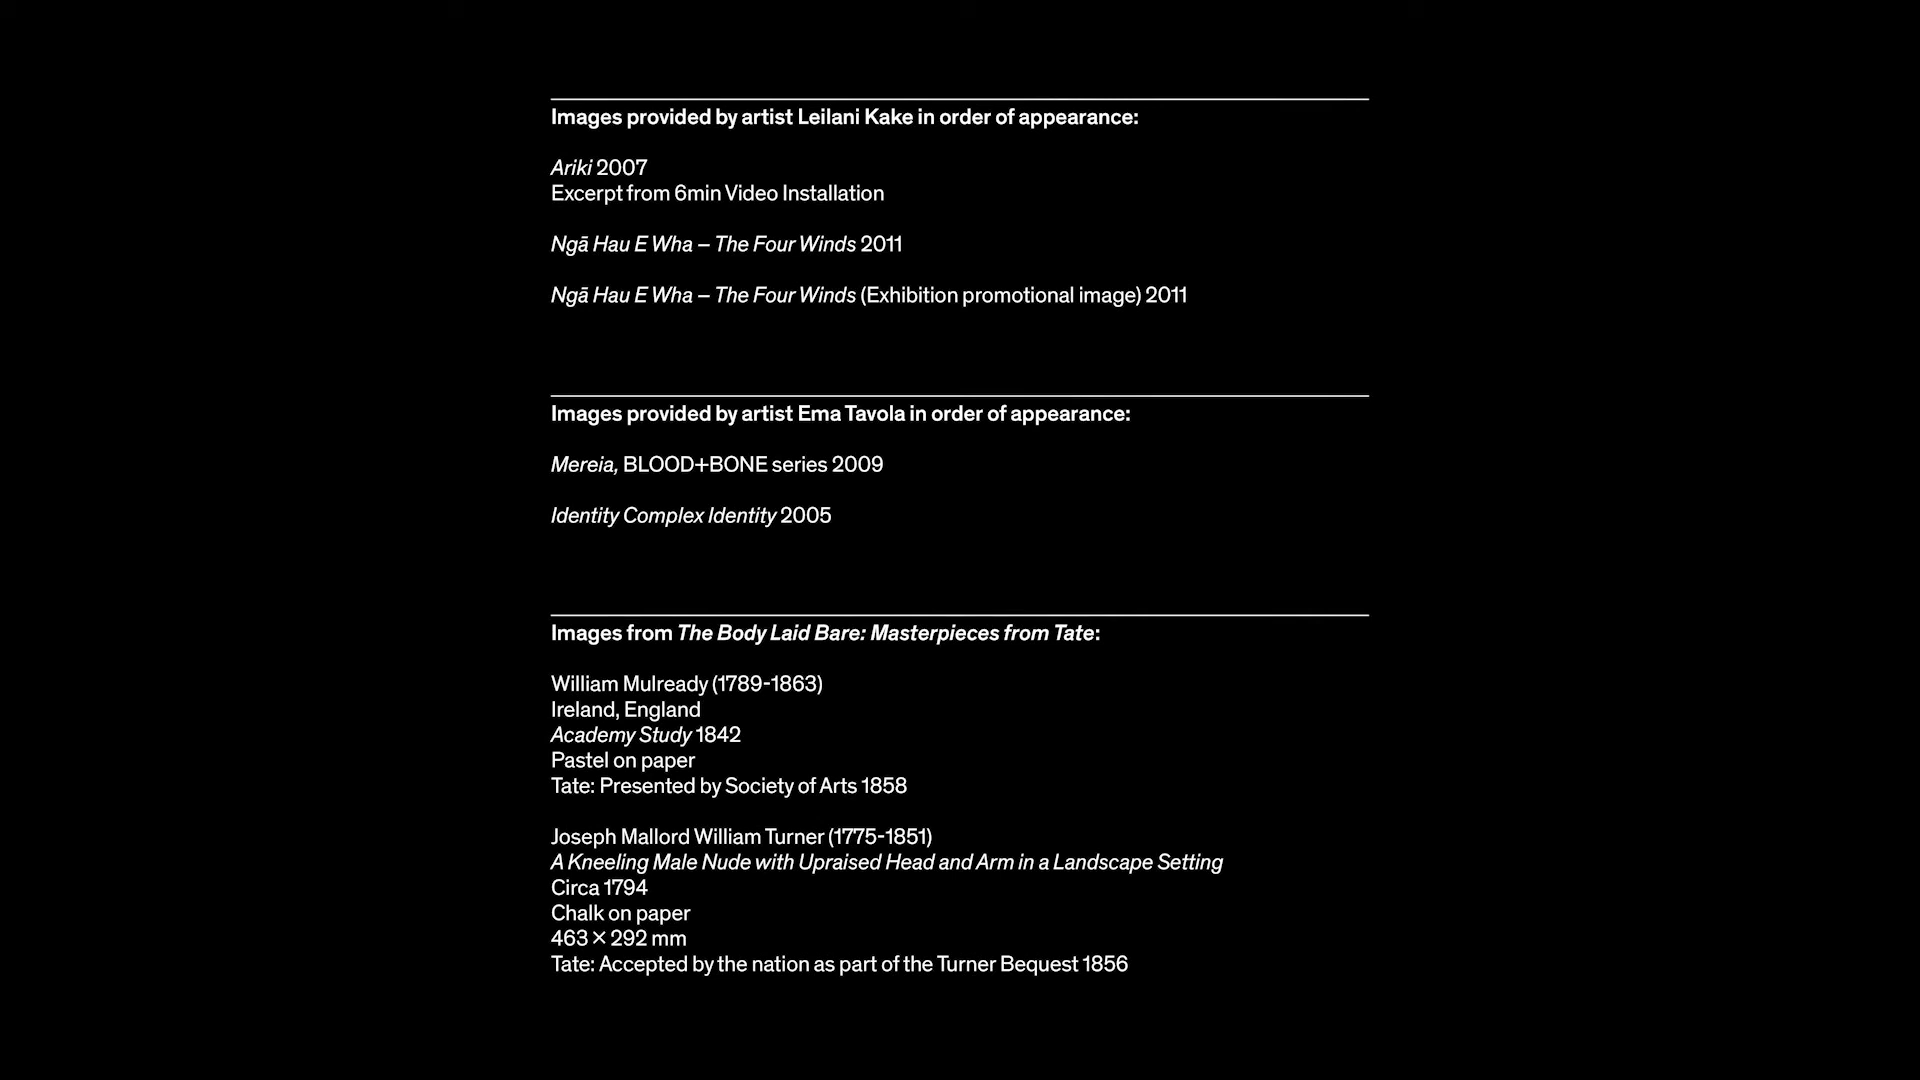 Images provided by artist Leilani Kake in order of appearance:
Ariki 2007
Excerpt from 6min Video Installation
Ngā Hau E Wha – The Four Winds 2011
Ngā Hau E Wha – The Four Winds (Exhibition promotional image) 2011
Images provided by artist Ema Tavola in order of appearance:
Mereia, BLOOD+BONE series 2009
Identity Complex Identity 2005
Images from The Body Laid Bare: Masterpieces from Tate:
William Mulready (1789-1863)
Ireland, England
Academy Study 1842
Pastel on paper
Tate: Presented by Society of Arts 1858
Joseph Mallord William Turner (1775-1851)
A Kneeling Male Nude with Upraised Head and Arm in a Landscape Setting
Circa 1794
Chalk on paper
463 × 292 mm
Tate: Accepted by the nation as part of the Turner Bequest 1856